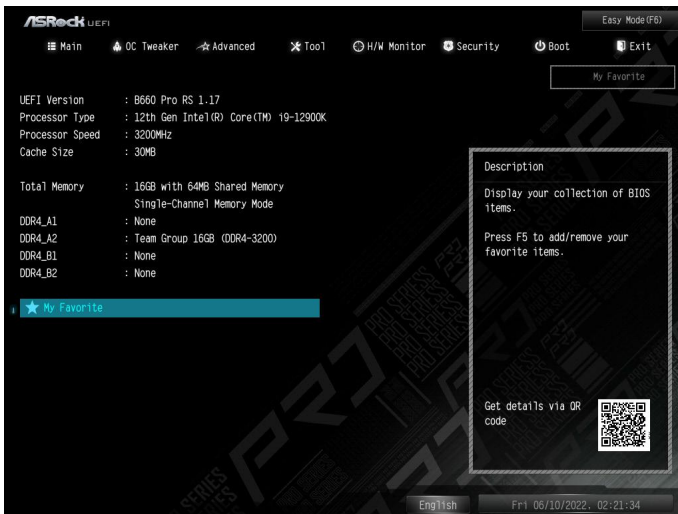 ASRock UEFI
Easy Mode(F6)
Main OC Tweaker Advanced Tool H/W Monitor Security Boot Exit
My Favorite
UEFI Version : B660 Pro RS 1.17
Processor Type : 12th Gen Intel(R) Core(TM) i9-12900K
Processor Speed : 3200MHz
Cache Size : 30MB
Total Memory : 16GB with 64MB Shared Memory
Single-Channel Memory Mode
DDR4_A1 : None
DDR4_A2 : Team Group 16GB (DDR4-3200)
DDR4_B1 : None
DDR4_B2 : None
My Favorite
Description
Display your collection of BIOS
items.
Press F5 to add/remove your
favorite items.
Get details via QR
code
PRO SERIES
English
Fri 06/10/2022, 02:21:34